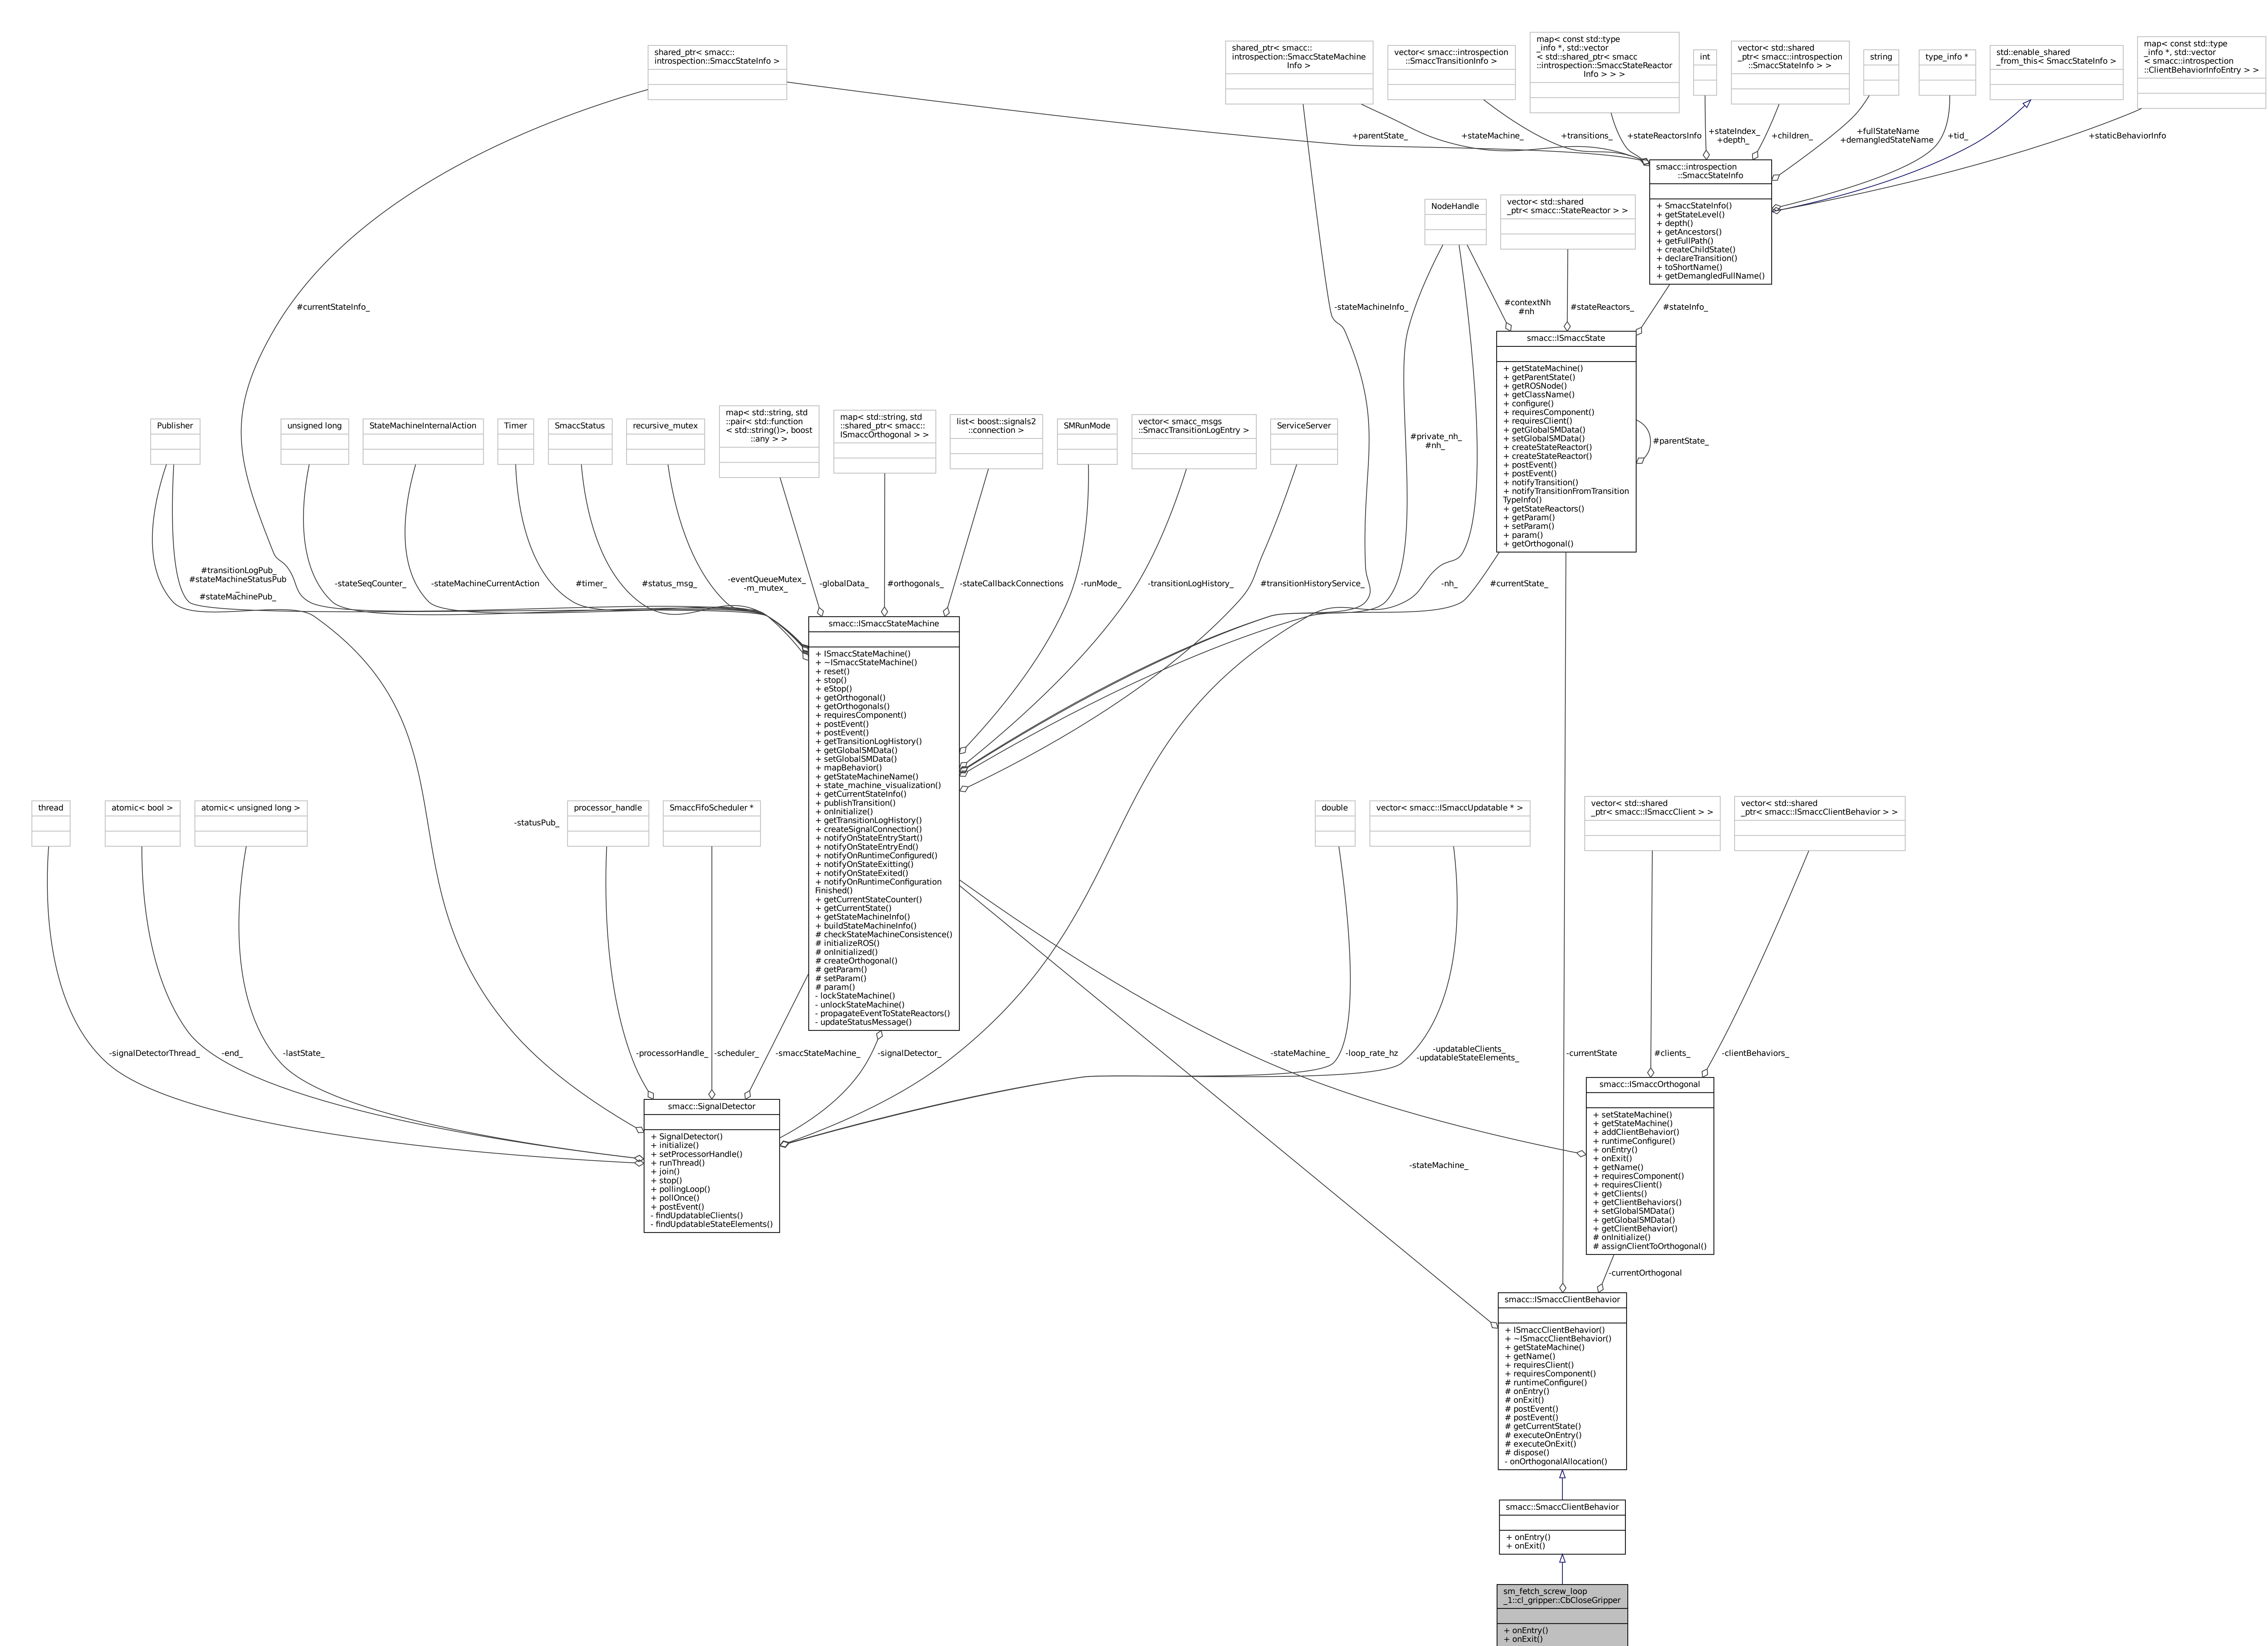 shared_ptr< smacc::
introspection::SmaccStateInfo >
shared_ptr< smacc::
introspection::SmaccStateMachine
Info >
vector< smacc::introspection
::SmaccTransitionInfo >
map< const std::type
_info *, std::vector
< std::shared_ptr< smacc
::introspection::SmaccStateReactor
Info > > >
int
vector< std::shared
_ptr< smacc::introspection
::SmaccStateInfo > >
string
type_info *
std::enable_shared
_from_this< SmaccStateInfo >
map< const std::type
_info *, std::vector
< smacc::introspection
::ClientBehaviorInfoEntry > >
+parentState_
+stateMachine_
+transitions_
+stateReactorsInfo
+stateIndex_
+depth_
+children_
+fullStateName
+demangledStateName
+tid_
+staticBehaviorInfo
smacc::introspection
::SmaccStateInfo
+ SmaccStateInfo()
+ getStateLevel()
+ depth()
+ getAncestors()
+ getFullPath()
+ createChildState()
+ declareTransition()
+ toShortName()
+ getDemangledFullName()
NodeHandle
vector< std::shared
_ptr< smacc::StateReactor > >
#currentStateInfo_
-stateMachineInfo_
#contextNh
#nh
#stateReactors_
#stateInfo_
smacc::ISmaccState
+ getStateMachine()
+ getParentState()
+ getROSNode()
+ getClassName()
+ configure()
+ requiresComponent()
+ requiresClient()
+ getGlobalSMData()
+ setGlobalSMData()
+ createStateReactor()
+ createStateReactor()
+ postEvent()
+ postEvent()
+ notifyTransition()
+ notifyTransitionFromTransition
TypeInfo()
+ getStateReactors()
+ getParam()
+ setParam()
+ param()
+ getOrthogonal()
#parentState_
#private_nh_
#nh_
Publisher
unsigned long
StateMachineInternalAction
Timer
SmaccStatus
recursive_mutex
map< std::string, std
::pair< std::function
< std::string()>, boost
::any > >
map< std::string, std
::shared_ptr< smacc::
ISmaccOrthogonal > >
list< boost::signals2
::connection >
SMRunMode
vector< smacc_msgs
::SmaccTransitionLogEntry >
ServiceServer
#transitionLogPub_
#stateMachineStatusPub
_
#stateMachinePub_
-stateSeqCounter_
-stateMachineCurrentAction
#timer_
#status_msg_
-eventQueueMutex_
-m_mutex_
-globalData_
#orthogonals_
-stateCallbackConnections
-runMode_
-transitionLogHistory_
#transitionHistoryService_
-nh_
#currentState_
smacc::ISmaccStateMachine
+ ISmaccStateMachine()
+ ~ISmaccStateMachine()
+ reset()
+ stop()
+ eStop()
+ getOrthogonal()
+ getOrthogonals()
+ requiresComponent()
+ postEvent()
+ postEvent()
+ getTransitionLogHistory()
+ getGlobalSMData()
+ setGlobalSMData()
+ mapBehavior()
+ getStateMachineName()
+ state_machine_visualization()
+ getCurrentStateInfo()
+ publishTransition()
+ onInitialize()
+ getTransitionLogHistory()
+ createSignalConnection()
+ notifyOnStateEntryStart()
+ notifyOnStateEntryEnd()
+ notifyOnRuntimeConfigured()
+ notifyOnStateExitting()
+ notifyOnStateExited()
+ notifyOnRuntimeConfiguration
Finished()
+ getCurrentStateCounter()
+ getCurrentState()
+ getStateMachineInfo()
+ buildStateMachineInfo()
# checkStateMachineConsistence()
# initializeROS()
# onInitialized()
# createOrthogonal()
# getParam()
# setParam()
# param()
- lockStateMachine()
- unlockStateMachine()
- propagateEventToStateReactors()
- updateStatusMessage()
thread
atomic< bool >
atomic< unsigned long >
-statusPub_
processor_handle
SmaccFifoScheduler *
double
vector< smacc::ISmaccUpdatable * >
vector< std::shared
_ptr< smacc::ISmaccClient > >
vector< std::shared
_ptr< smacc::ISmaccClientBehavior > >
-signalDetectorThread_
-end_
-lastState_
-processorHandle_
-scheduler_
-smaccStateMachine_
-signalDetector_
-stateMachine_
-loop_rate_hz
-updatableClients_
-updatableStateElements_
-currentState
#clients_
-clientBehaviors_
smacc::SignalDetector
+ SignalDetector()
+ initialize()
+ setProcessorHandle()
+ runThread()
+ join()
+ stop()
+ pollingLoop()
+ pollOnce()
+ postEvent()
- findUpdatableClients()
- findUpdatableStateElements()
smacc::ISmaccOrthogonal
+ setStateMachine()
+ getStateMachine()
+ addClientBehavior()
+ runtimeConfigure()
+ onEntry()
+ onExit()
+ getName()
+ requiresComponent()
+ requiresClient()
+ getClients()
+ getClientBehaviors()
+ setGlobalSMData()
+ getGlobalSMData()
+ getClientBehavior()
# onInitialize()
# assignClientToOrthogonal()
-stateMachine_
-currentOrthogonal
smacc::ISmaccClientBehavior
+ ISmaccClientBehavior()
+ ~ISmaccClientBehavior()
+ getStateMachine()
+ getName()
+ requiresClient()
+ requiresComponent()
# runtimeConfigure()
# onEntry()
# onExit()
# postEvent()
# postEvent()
# getCurrentState()
# executeOnEntry()
# executeOnExit()
# dispose()
- onOrthogonalAllocation()
smacc::SmaccClientBehavior
+ onEntry()
+ onExit()
sm_fetch_screw_loop
_1::cl_gripper::CbCloseGripper
+ onEntry()
+ onExit()